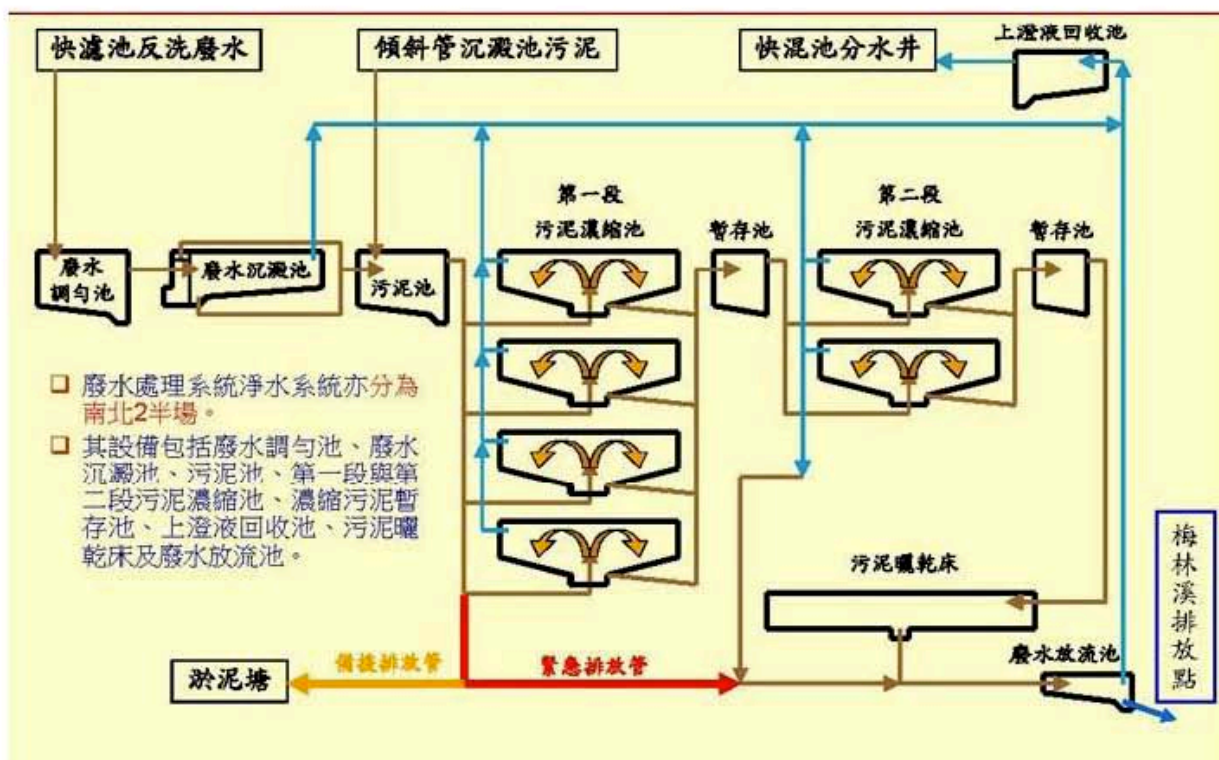 快濾池反洗廢水
傾斜管沉澱池污泥
快混池分水井
上澄液回收池
第一段
污泥濃縮池
暫存池
第二段
污泥濃縮池
暫存池
廢水
調勻池
廢水沉澱池
污泥池
□ 廢水處理系統淨水系統亦分為
南北2半場。
□ 其設備包括廢水調勻池、廢水
沉澱池、污泥池、第一段與第
二段污泥濃縮池、濃縮污泥暫
存池、上澄液回收池、污泥曬
乾床及廢水放流池。
污泥曬乾床
淤泥塘
備援排放管
緊急排放管
廢水放流池
梅林溪排放點